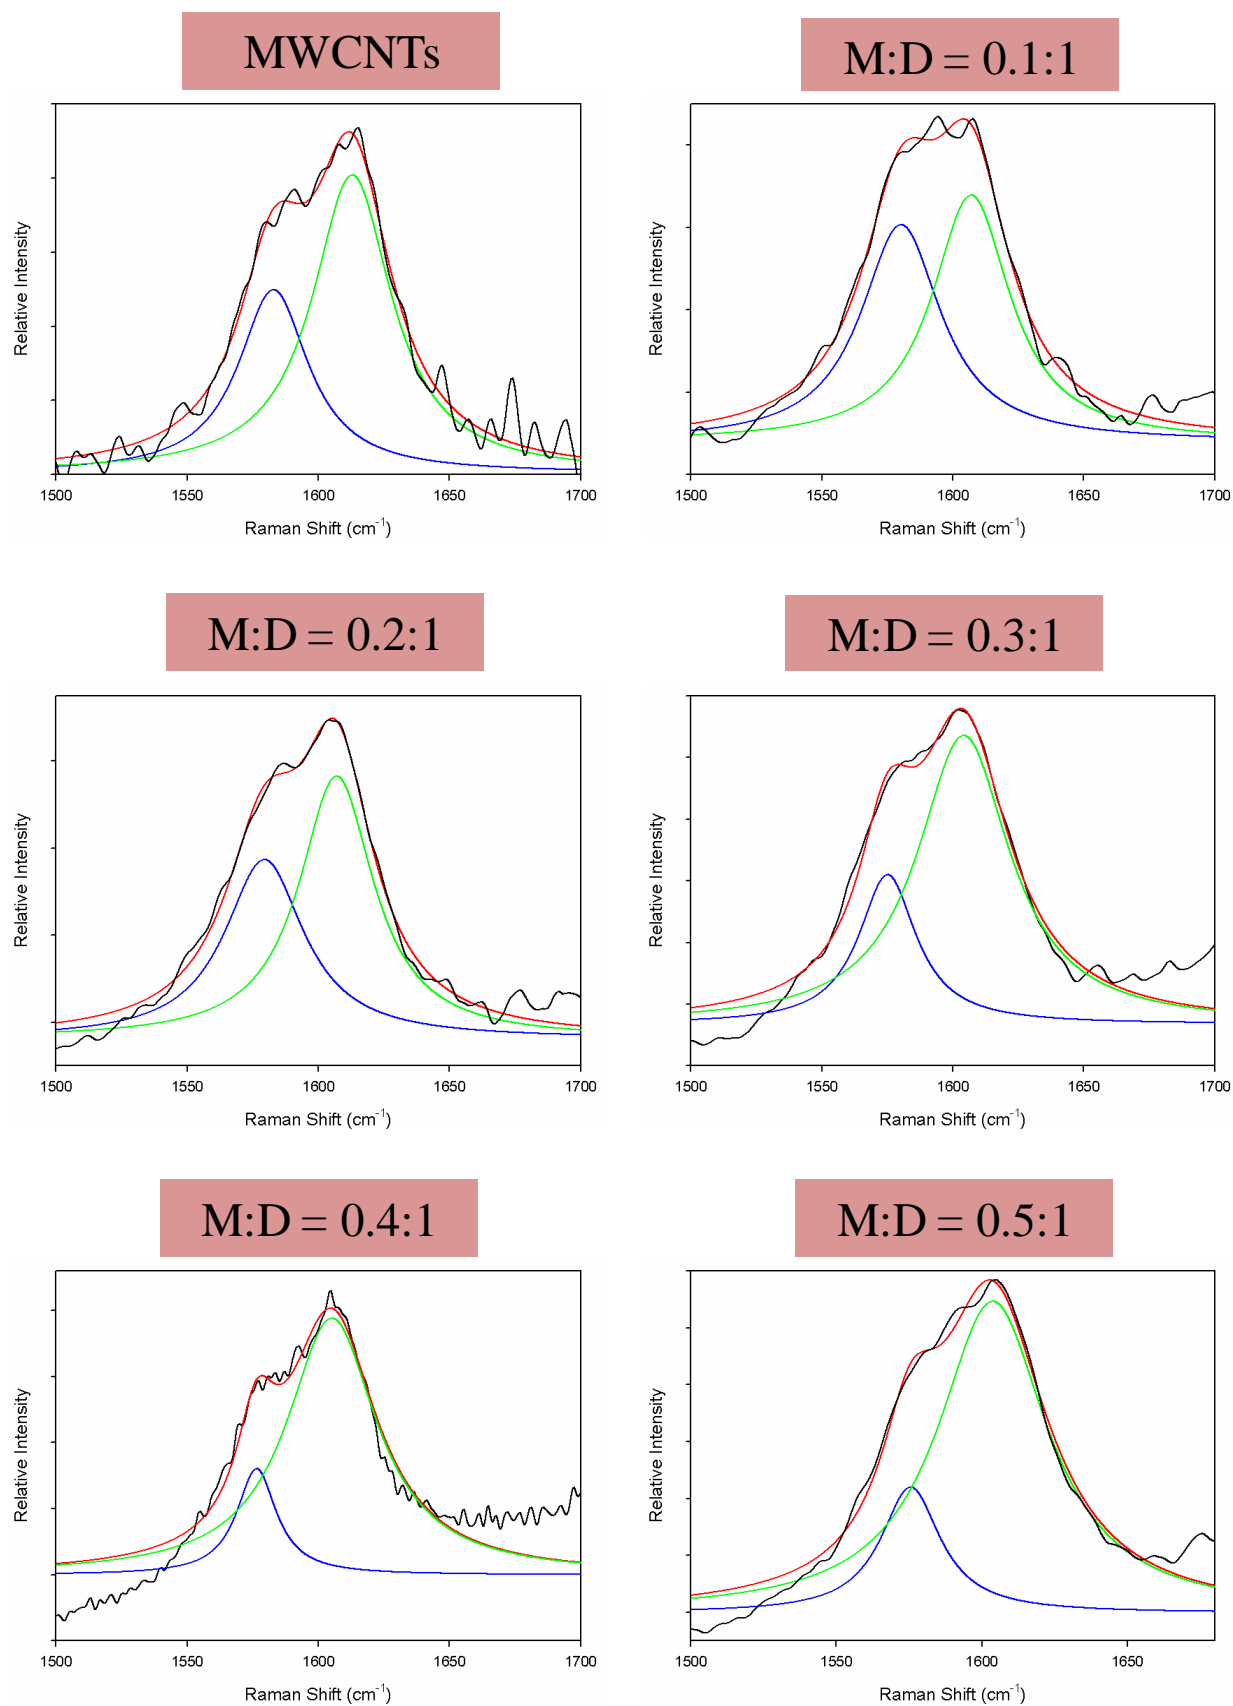 MWCNTs
M:D = 0.1:1
Relative Intensity
1500 1550 1600 1650 1700
Raman Shift (cm⁻¹)
Relative Intensity
1500 1550 1600 1650 1700
Raman Shift (cm⁻¹)
M:D = 0.2:1
M:D = 0.3:1
Relative Intensity
1500 1550 1600 1650 1700
Raman Shift (cm⁻¹)
Relative Intensity
1500 1550 1600 1650 1700
Raman Shift (cm⁻¹)
M:D = 0.4:1
M:D = 0.5:1
Relative Intensity
1500 1550 1600 1650 1700
Raman Shift (cm⁻¹)
Relative Intensity
1500 1550 1600 1650
Raman Shift (cm⁻¹)